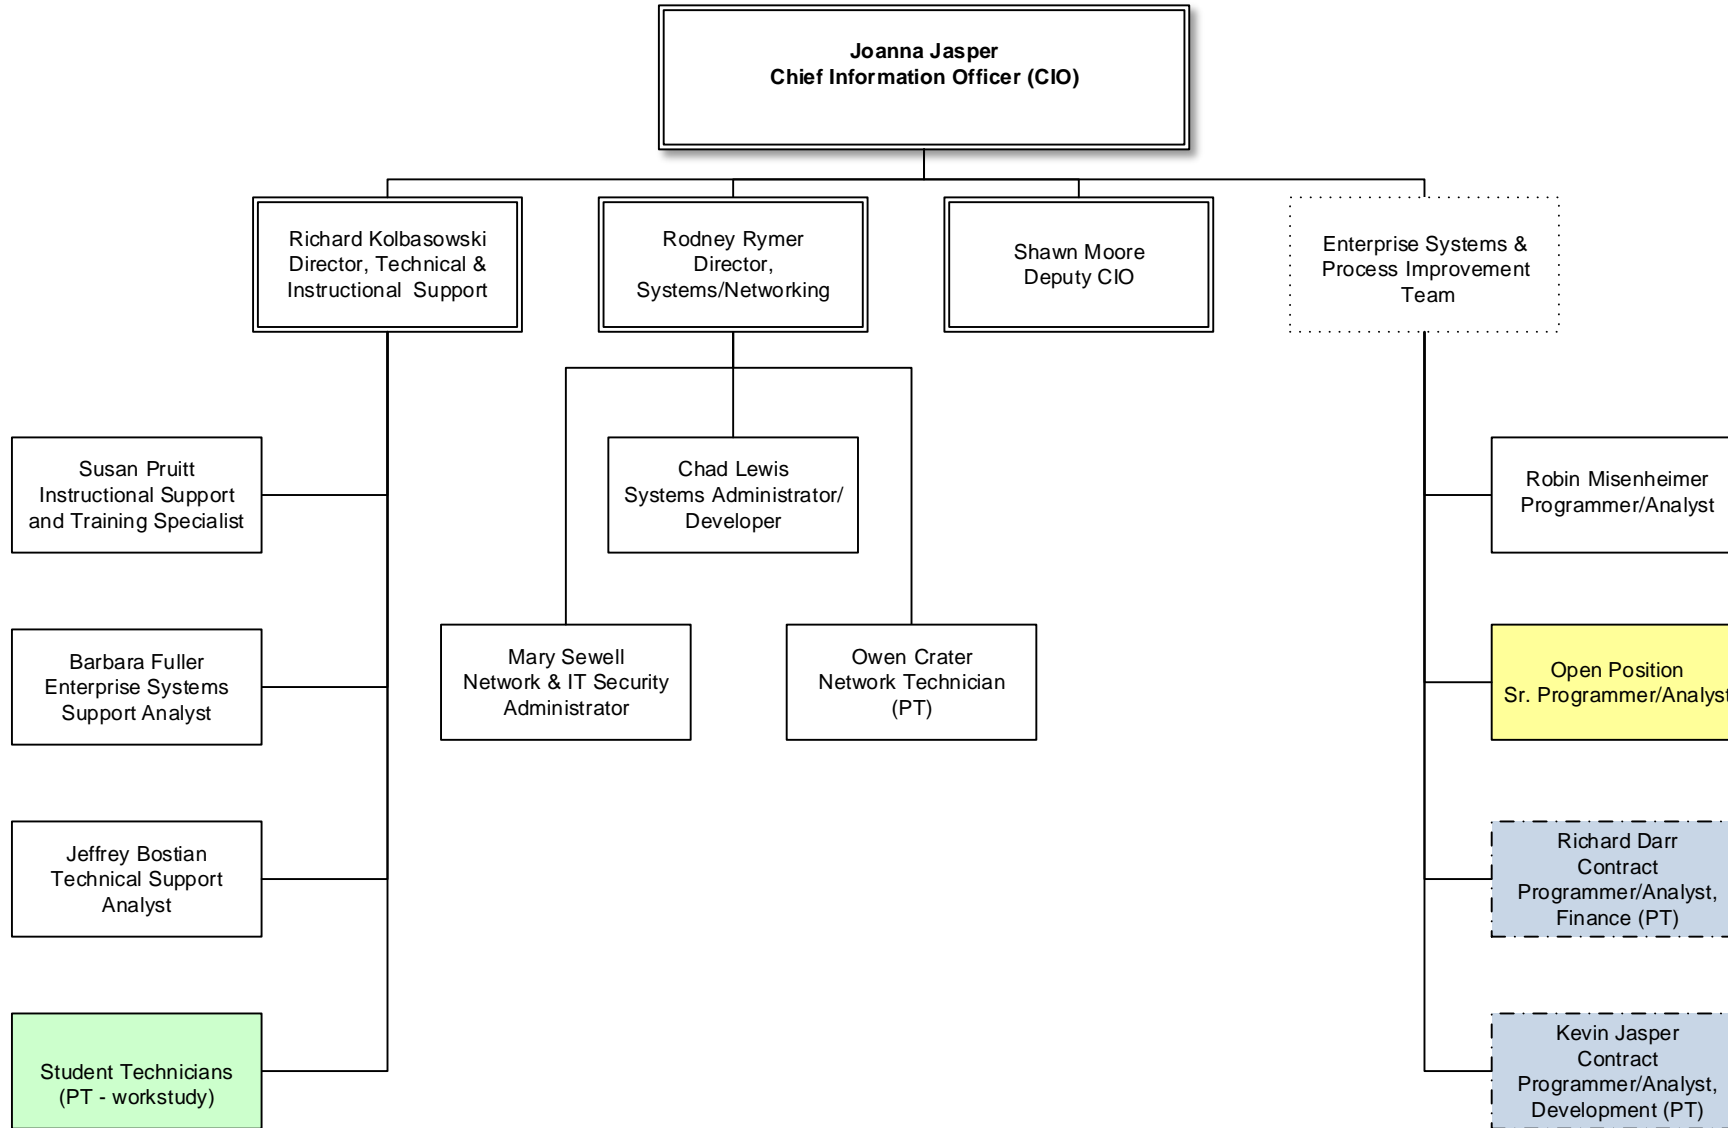 Joanna Jasper
Chief Information Officer (CIO)
Richard Kolbasowski
Director, Technical &
Instructional  Support
Rodney Rymer
Director,
Systems/Networking
Shawn Moore
Deputy CIO
Enterprise Systems &
Process Improvement
Team
Susan Pruitt
Instructional Support
and Training Specialist
Chad Lewis
Systems Administrator/
Developer
Robin Misenheimer
Programmer/Analyst
Barbara Fuller
Enterprise Systems
Support Analyst
Mary Sewell
Network & IT Security
Administrator
Owen Crater
Network Technician
(PT)
Open Position
Sr. Programmer/Analyst
Jeffrey Bostian
Technical Support
Analyst
Richard Darr
Contract
Programmer/Analyst,
Finance (PT)
Student Technicians
(PT - workstudy)
Kevin Jasper
Contract
Programmer/Analyst,
Development (PT)